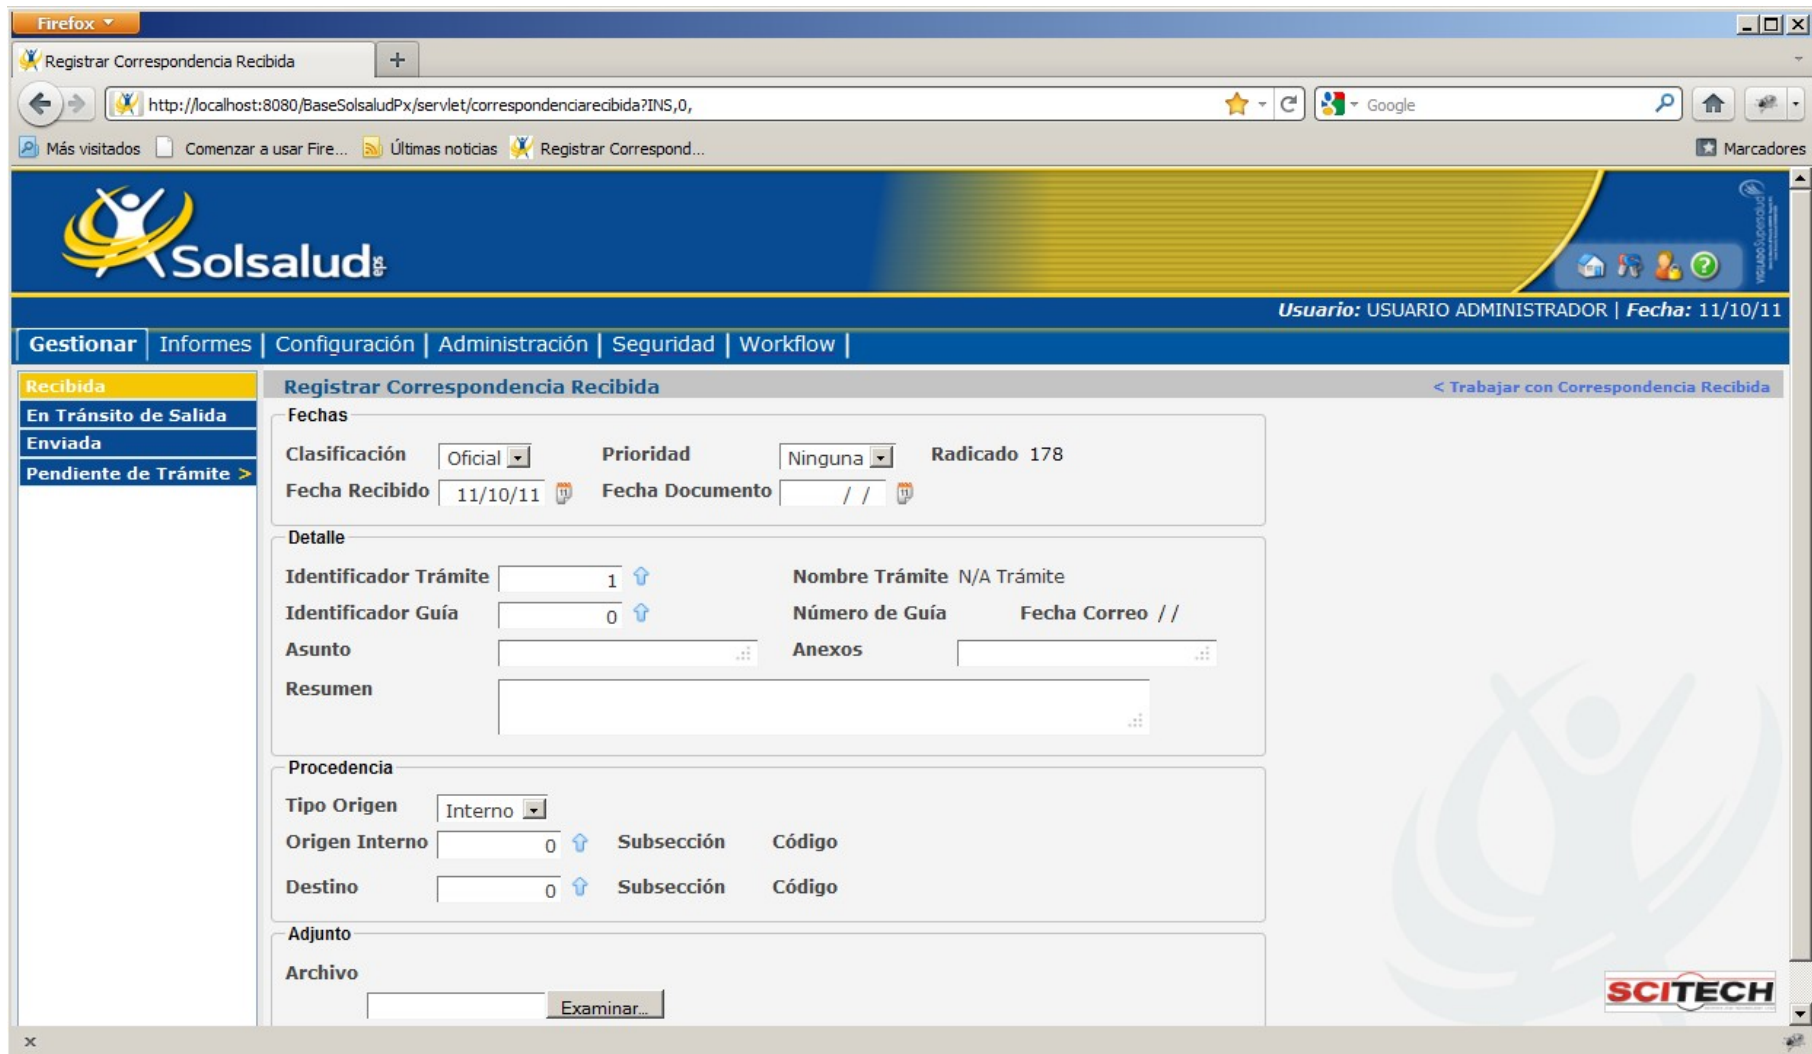 Firefox
Registrar Correspondencia Recibida
http://localhost:8080/BaseSolsaludPx/servlet/correspondenciarecibida?INS,0,
Google
Más visitados Comenzar a usar Fire... Últimas noticias Registrar Correspond... Marcadores
Solsalud eps
VIGILADO Supersalud
Usuario: USUARIO ADMINISTRADOR | Fecha: 11/10/11
Gestionar | Informes | Configuración | Administración | Seguridad | Workflow |
Recibida
En Tránsito de Salida
Enviada
Pendiente de Trámite >
Registrar Correspondencia Recibida < Trabajar con Correspondencia Recibida
Fechas
Clasificación Oficial Prioridad Ninguna Radicado 178
Fecha Recibido 11/10/11 Fecha Documento / /
Detalle
Identificador Trámite 1 Nombre Trámite N/A Trámite
Identificador Guía 0 Número de Guía Fecha Correo / /
Asunto Anexos
Resumen
Procedencia
Tipo Origen Interno
Origen Interno 0 Subsección Código
Destino 0 Subsección Código
Adjunto
Archivo
Examinar...
SCITECH